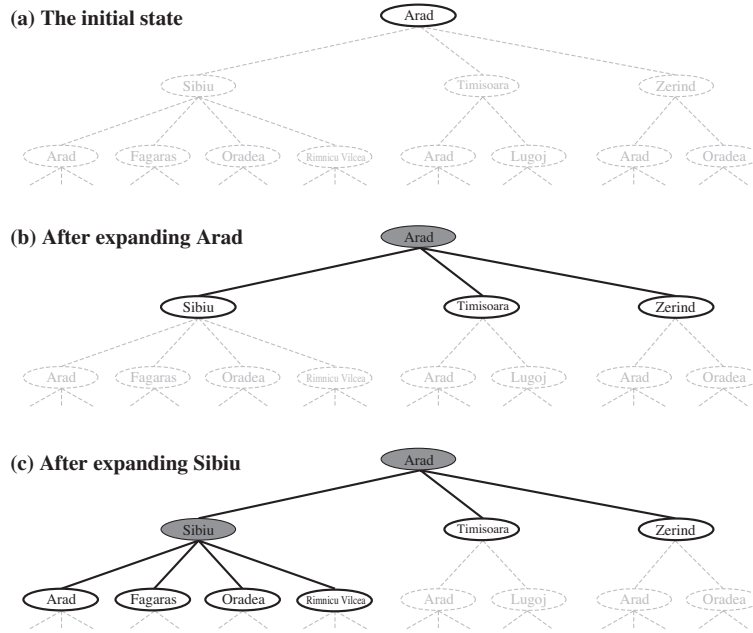 (a) The initial state
Arad
Sibiu Timisoara Zerind
Arad Fagaras Oradea Rimnicu Vilcea Arad Lugoj Arad Oradea
(b) After expanding Arad
Arad
Sibiu Timisoara Zerind
Arad Fagaras Oradea Rimnicu Vilcea Arad Lugoj Arad Oradea
(c) After expanding Sibiu
Arad
Sibiu Timisoara Zerind
Arad Fagaras Oradea Rimnicu Vilcea Arad Lugoj Arad Oradea